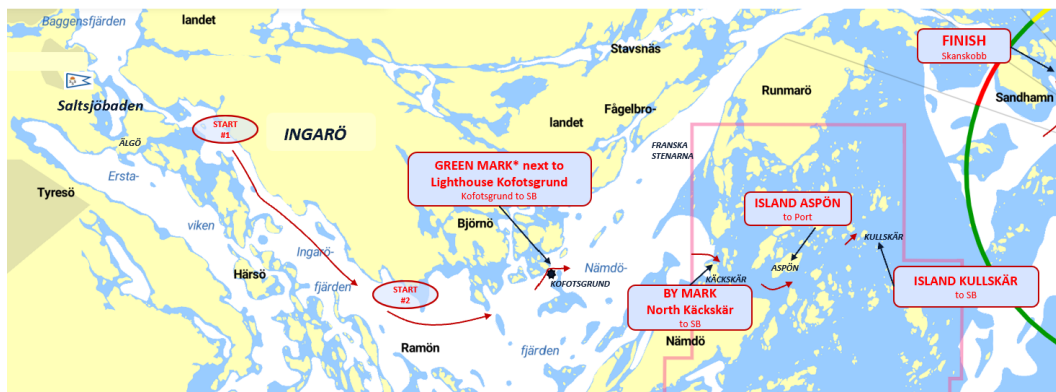 Baggensfjärden
landet
Stavsnäs
FINISH
Skanskobb
Saltsjöbaden
START
#1
INGARÖ
Fågelbro-
landet
Runmarö
Sandhamn
ÄLGÖ
FRANSKA
STENARNA
Ersta-
GREEN MARK* next to
Lighthouse Kofotsgrund
Kofotsgrund to SB
Tyresö
viken
ISLAND ASPÖN
to Port
Björnö
KULLSKÄR
Ingarö-
Härsö
fjärden
Nämdö-
KOFOTSGRUND
KÄCKSKÄR
ASPÖN
ISLAND KULLSKÄR
to SB
START
#2
BY MARK
North Käckskär
to SB
Ramön
fjärden
Nämdö